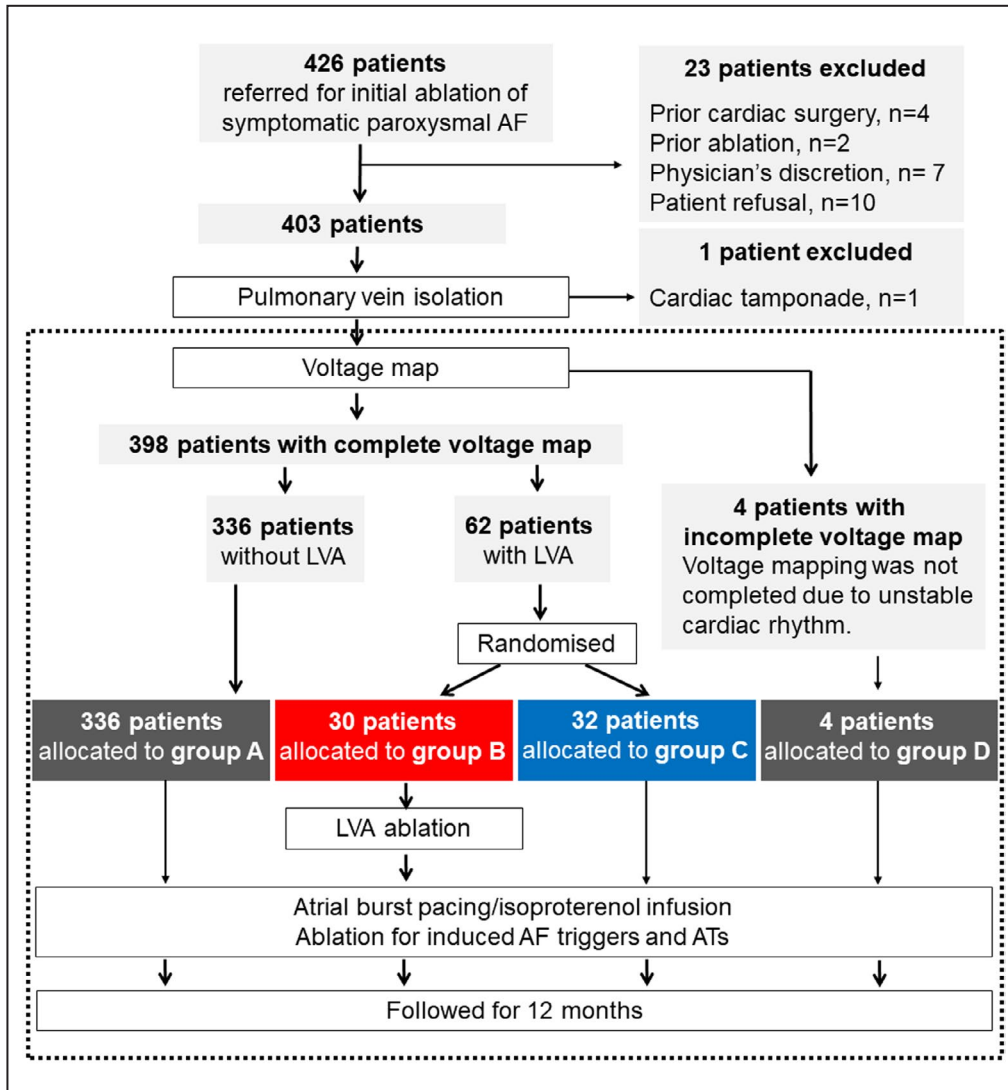 426 patients
referred for initial ablation of
symptomatic paroxysmal AF
23 patients excluded
Prior cardiac surgery, n=4
Prior ablation, n=2
Physician's discretion, n= 7
Patient refusal, n=10
403 patients
1 patient excluded
Cardiac tamponade, n=1
Pulmonary vein isolation
Voltage map
398 patients with complete voltage map
336 patients
without LVA
62 patients
with LVA
4 patients with
incomplete voltage map
Voltage mapping was not
completed due to unstable
cardiac rhythm.
Randomised
336 patients
allocated to group A
30 patients
allocated to group B
32 patients
allocated to group C
4 patients
allocated to group D
LVA ablation
Atrial burst pacing/isoproterenol infusion
Ablation for induced AF triggers and ATs
Followed for 12 months